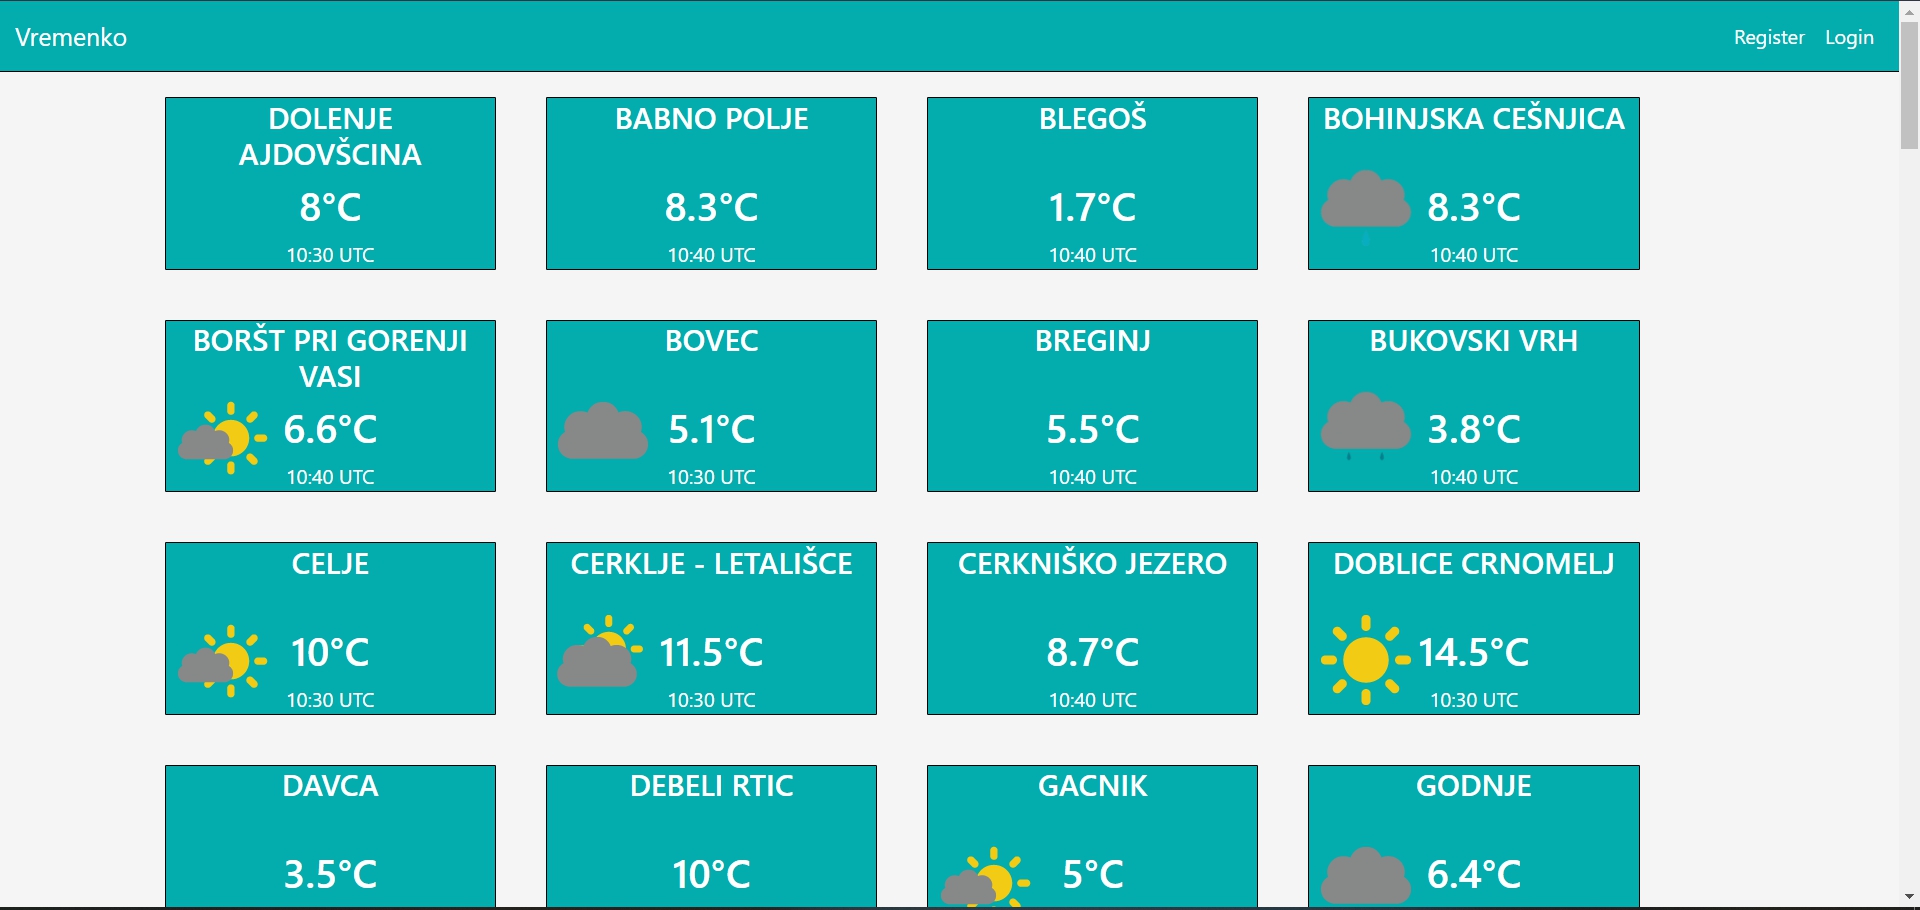 Vremenko
Register Login
DOLENJE
AJDOVŠCINA
8°C
10:30 UTC
BABNO POLJE
8.3°C
10:40 UTC
BLEGOŠ
1.7°C
10:40 UTC
BOHINJSKA CEŠNJICA
8.3°C
10:40 UTC
BORŠT PRI GORENJI
VASI
6.6°C
10:40 UTC
BOVEC
5.1°C
10:30 UTC
BREGINJ
5.5°C
10:40 UTC
BUKOVSKI VRH
3.8°C
10:40 UTC
CELJE
10°C
10:30 UTC
CERKLJE - LETALIŠCE
11.5°C
10:30 UTC
CERKNIŠKO JEZERO
8.7°C
10:40 UTC
DOBLICE CRNOMELJ
14.5°C
10:30 UTC
DAVCA
3.5°C
DEBELI RTIC
10°C
GACNIK
5°C
GODNJE
6.4°C